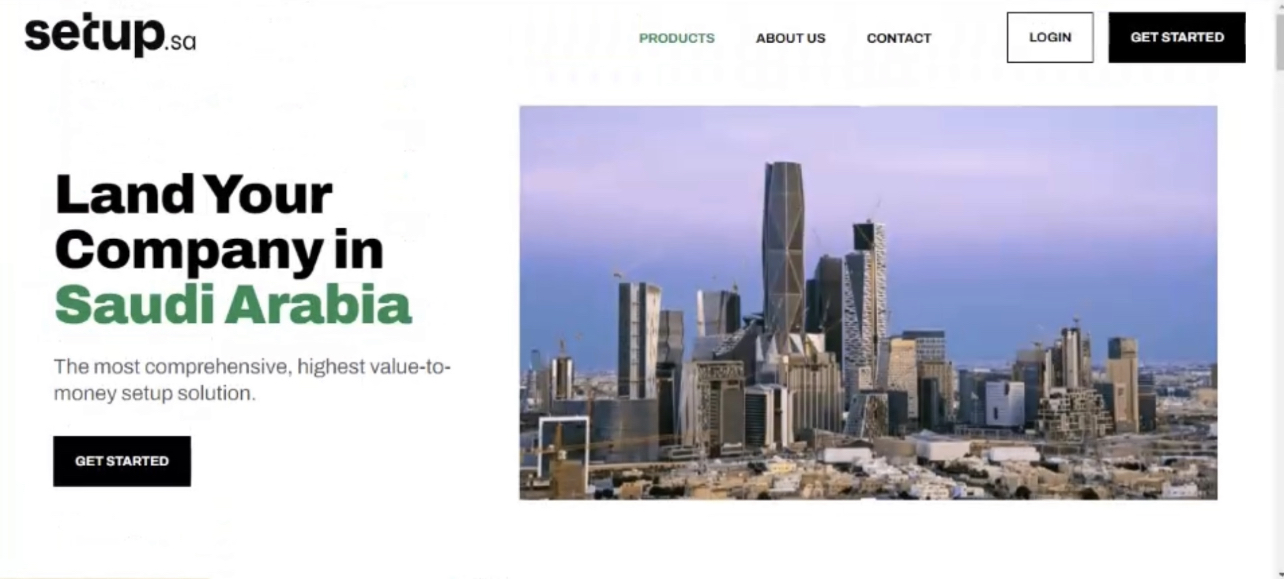 setup.sa
PRODUCTS
ABOUT US
CONTACT
LOGIN
GET STARTED
Land Your
Company in
Saudi Arabia
The most comprehensive, highest value-to-
money setup solution.
GET STARTED